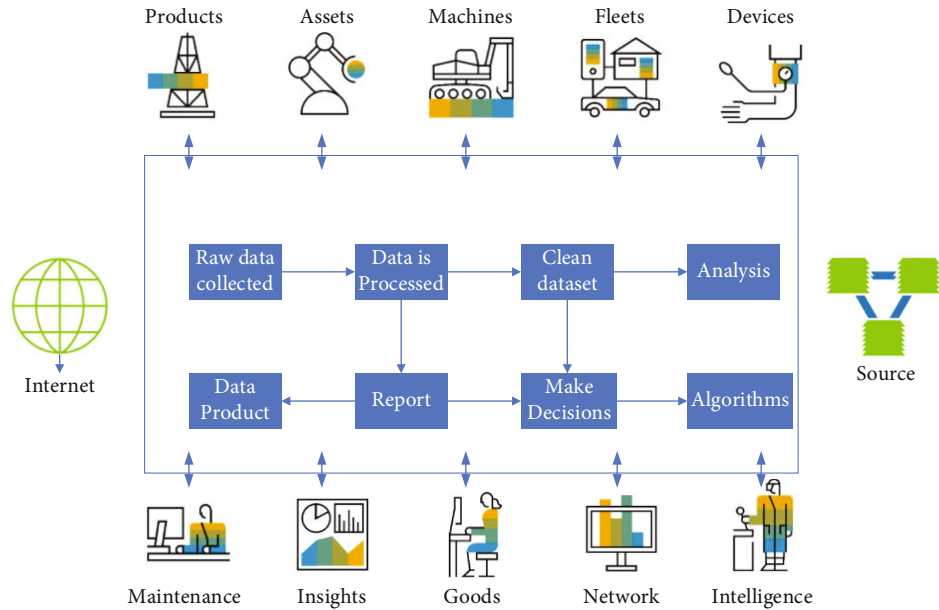 Products
Assets
Machines
Fleets
Devices
Raw data
collected
Data is
Processed
Clean
dataset
Analysis
Internet
Source
Data
Product
Report
Make
Decisions
Algorithms
Maintenance
Insights
Goods
Network
Intelligence